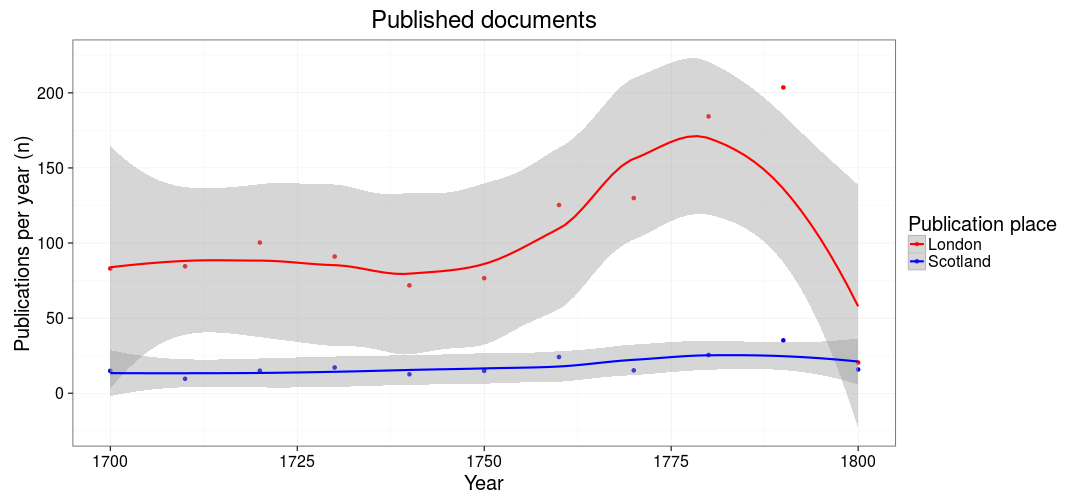 Published documents
Publications per year (n)
200
150
100
50
0
1700
1725
1750
1775
1800
Year
Publication place
London
Scotland